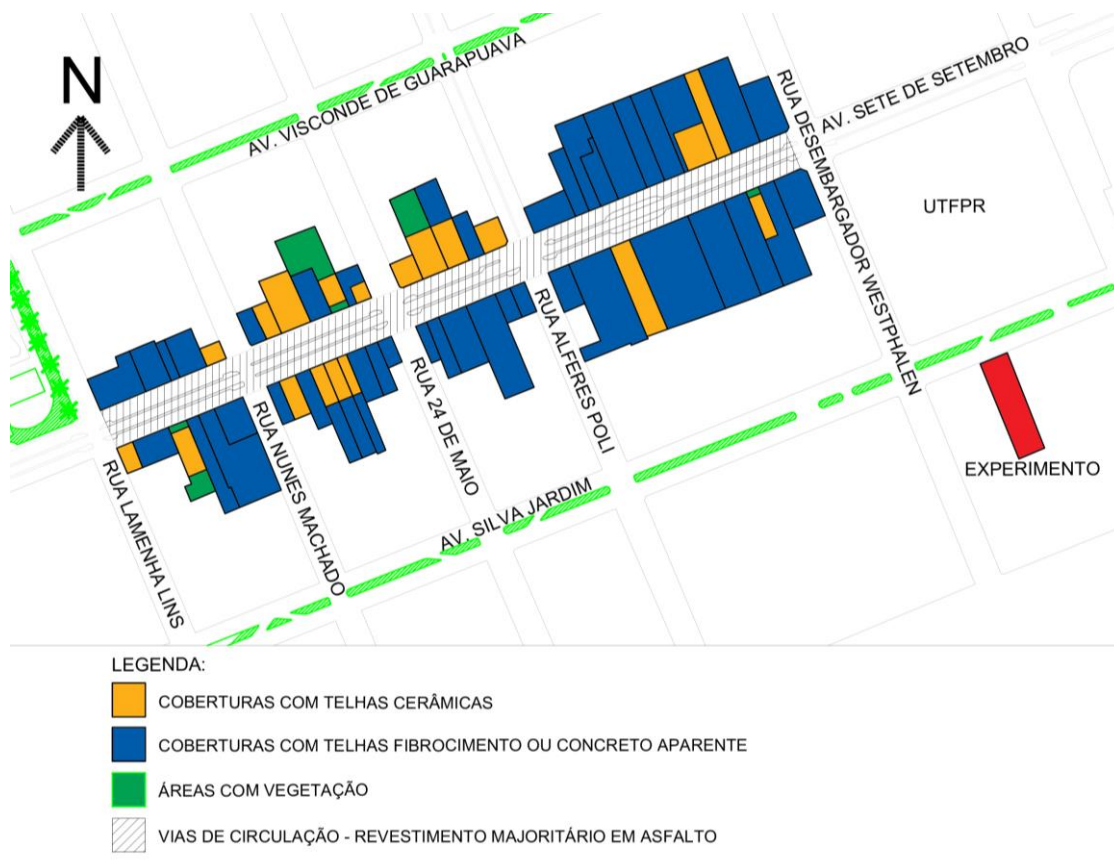 N
AV. VISCONDE DE GUARAPUAVA
AV. SETE DE SETEMBRO
RUA DESEMBARGADOR WESTPHALEN
UTFPR
RUA ALFERES POLI
RUA 24 DE MAIO
RUA NUNES MACHADO
RUA LAMENHA LINS
AV. SILVA JARDIM
EXPERIMENTO
LEGENDA:
COBERTURAS COM TELHAS CERÂMICAS
COBERTURAS COM TELHAS FIBROCIMENTO OU CONCRETO APARENTE
ÁREAS COM VEGETAÇÃO
VIAS DE CIRCULAÇÃO - REVESTIMENTO MAJORITÁRIO EM ASFALTO